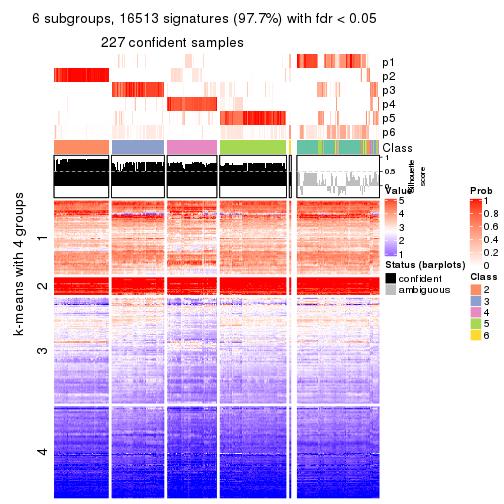 6 subgroups, 16513 signatures (97.7%) with fdr < 0.05
227 confident samples
p1
p2
p3
p4
p5
p6
Class
1
0.5
0
Silhouette
score
k-means with 4 groups
1
2
3
4
Value
5
4
3
2
1
Status (barplots)
confident
ambiguous
Prob
1
0.8
0.6
0.4
0.2
0
Class
2
3
4
5
6